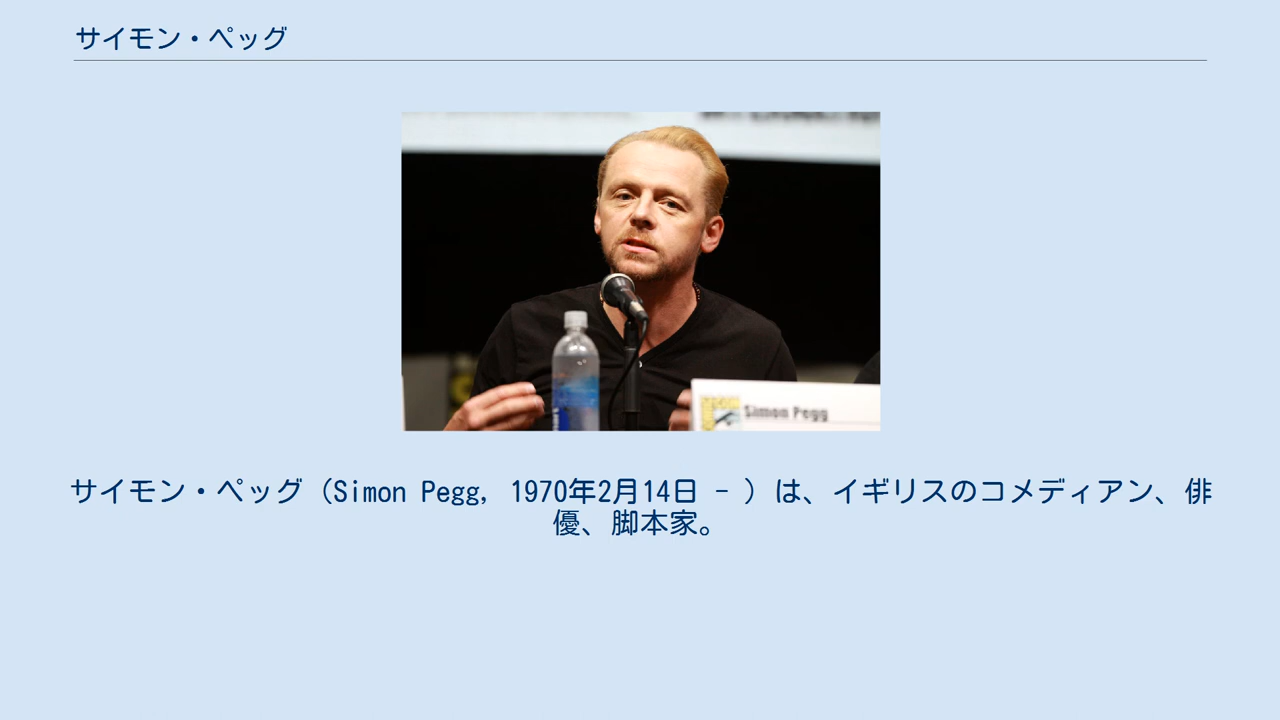 サイモン・ペッグ
Simon Pegg
サイモン・ペッグ（Simon Pegg, 1970年2月14日 - ）は、イギリスのコメディアン、俳
優、脚本家。